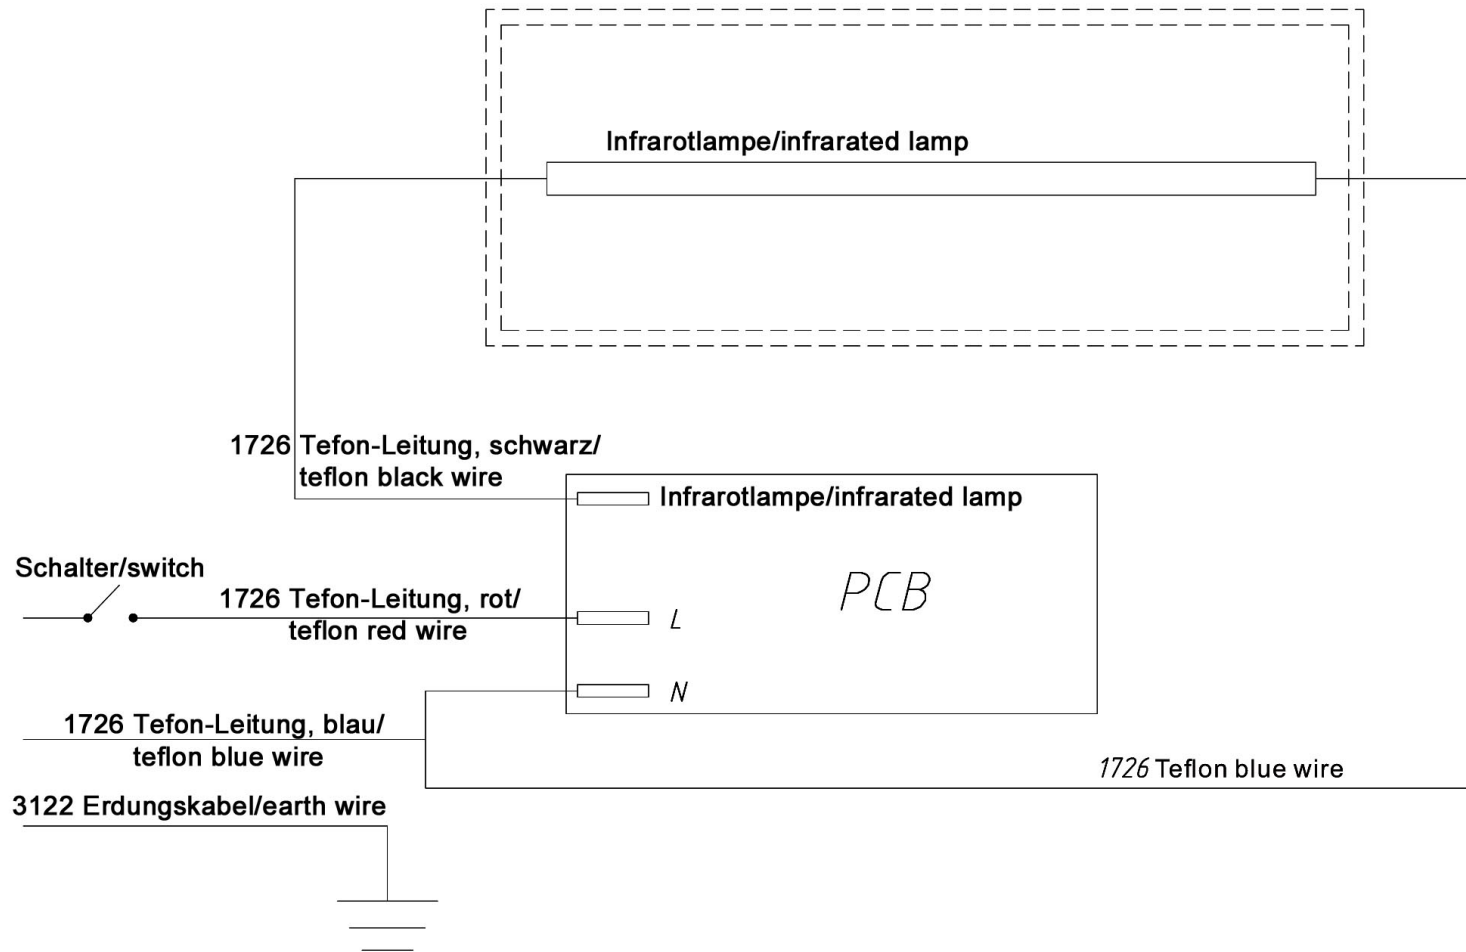 Infrarotlampe/infrarated lamp
1726 Tefon-Leitung, schwarz/
teflon black wire
Infrarotlampe/infrarated lamp
PCB
Schalter/switch
1726 Tefon-Leitung, rot/
teflon red wire
L
N
1726 Tefon-Leitung, blau/
teflon blue wire
1726 Teflon blue wire
3122 Erdungskabel/earth wire